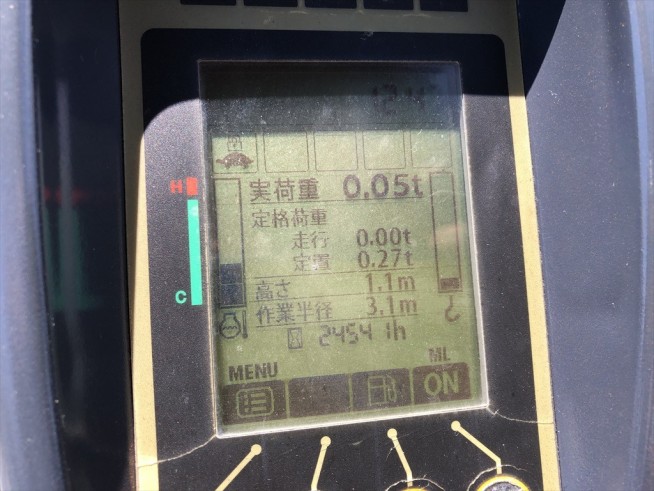 H
実荷重 0.05t
定格荷重
走行 0.00t
定置 0.27t
高さ 1.1m
C
作業半径 3.1m
2454.1h
MENU
ML
ON